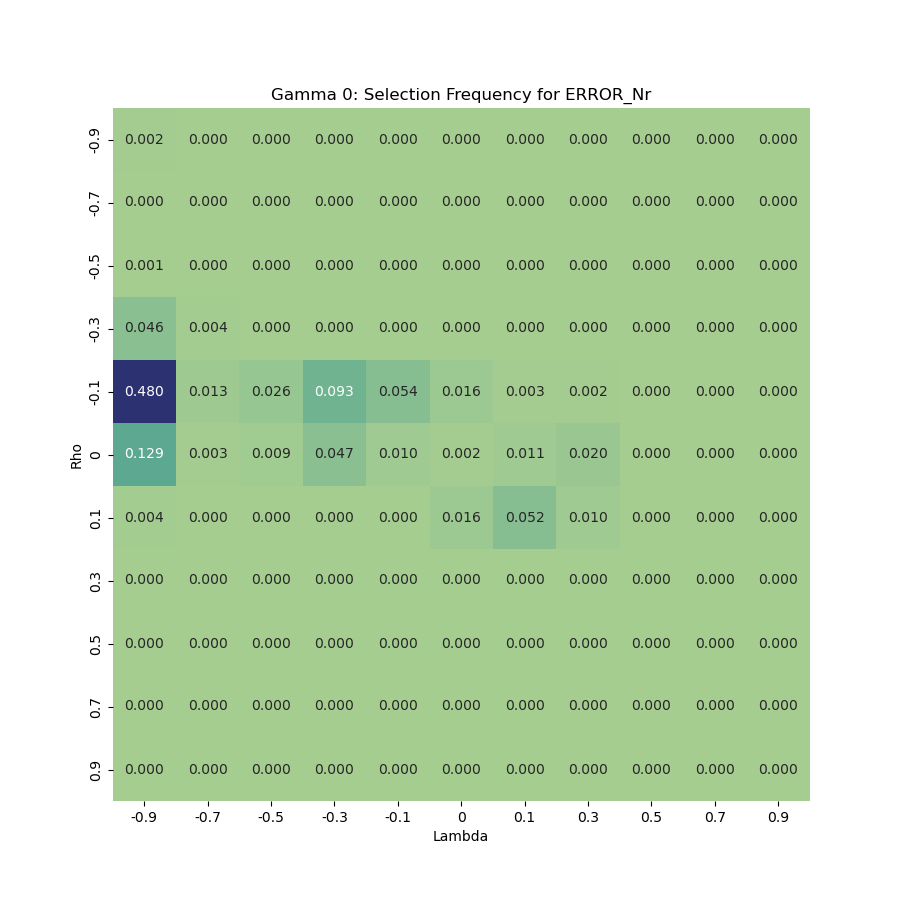 Gamma 0: Selection Frequency for ERROR_Nr
-0.9 0.002 0.000 0.000 0.000 0.000 0.000 0.000 0.000 0.000 0.000 0.000
-0.7 0.000 0.000 0.000 0.000 0.000 0.000 0.000 0.000 0.000 0.000 0.000
-0.5 0.001 0.000 0.000 0.000 0.000 0.000 0.000 0.000 0.000 0.000 0.000
-0.3 0.046 0.004 0.000 0.000 0.000 0.000 0.000 0.000 0.000 0.000 0.000
-0.1 0.480 0.013 0.026 0.093 0.054 0.016 0.003 0.002 0.000 0.000 0.000
Rho
0 0.129 0.003 0.009 0.047 0.010 0.002 0.011 0.020 0.000 0.000 0.000
0.1 0.004 0.000 0.000 0.000 0.000 0.016 0.052 0.010 0.000 0.000 0.000
0.3 0.000 0.000 0.000 0.000 0.000 0.000 0.000 0.000 0.000 0.000 0.000
0.5 0.000 0.000 0.000 0.000 0.000 0.000 0.000 0.000 0.000 0.000 0.000
0.7 0.000 0.000 0.000 0.000 0.000 0.000 0.000 0.000 0.000 0.000 0.000
0.9 0.000 0.000 0.000 0.000 0.000 0.000 0.000 0.000 0.000 0.000 0.000
-0.9 -0.7 -0.5 -0.3 -0.1 0 0.1 0.3 0.5 0.7 0.9
Lambda